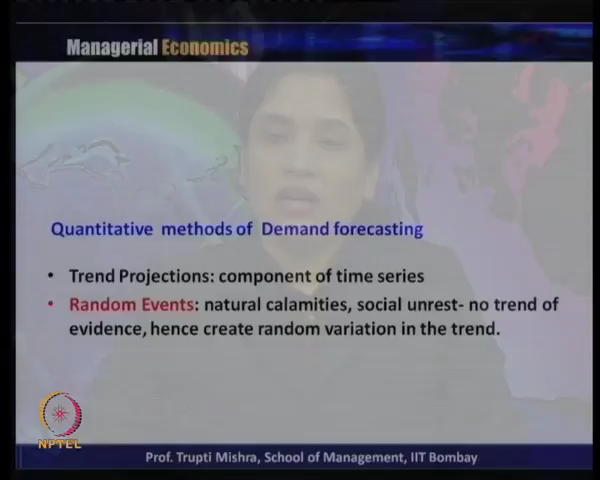 Managerial Economics
Quantitative methods of Demand forecasting
• Trend Projections: component of time series
• Random Events: natural calamities, social unrest- no trend of
evidence, hence create random variation in the trend.
NPTEL
Prof. Trupti Mishra, School of Management, IIT Bombay